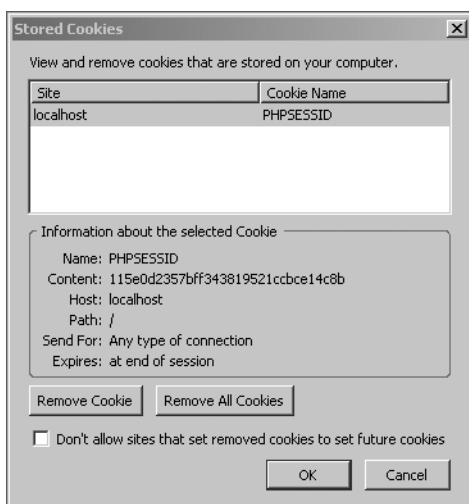 Stored Cookies
View and remove cookies that are stored on your computer.
Site Cookie Name
localhost PHPSESSID
Information about the selected Cookie
Name: PHPSESSID
Content: 115e0d2357bff343819521ccbce14c8b
Host: localhost
Path: /
Send For: Any type of connection
Expires: at end of session
Remove Cookie Remove All Cookies
Don't allow sites that set removed cookies to set future cookies
OK Cancel